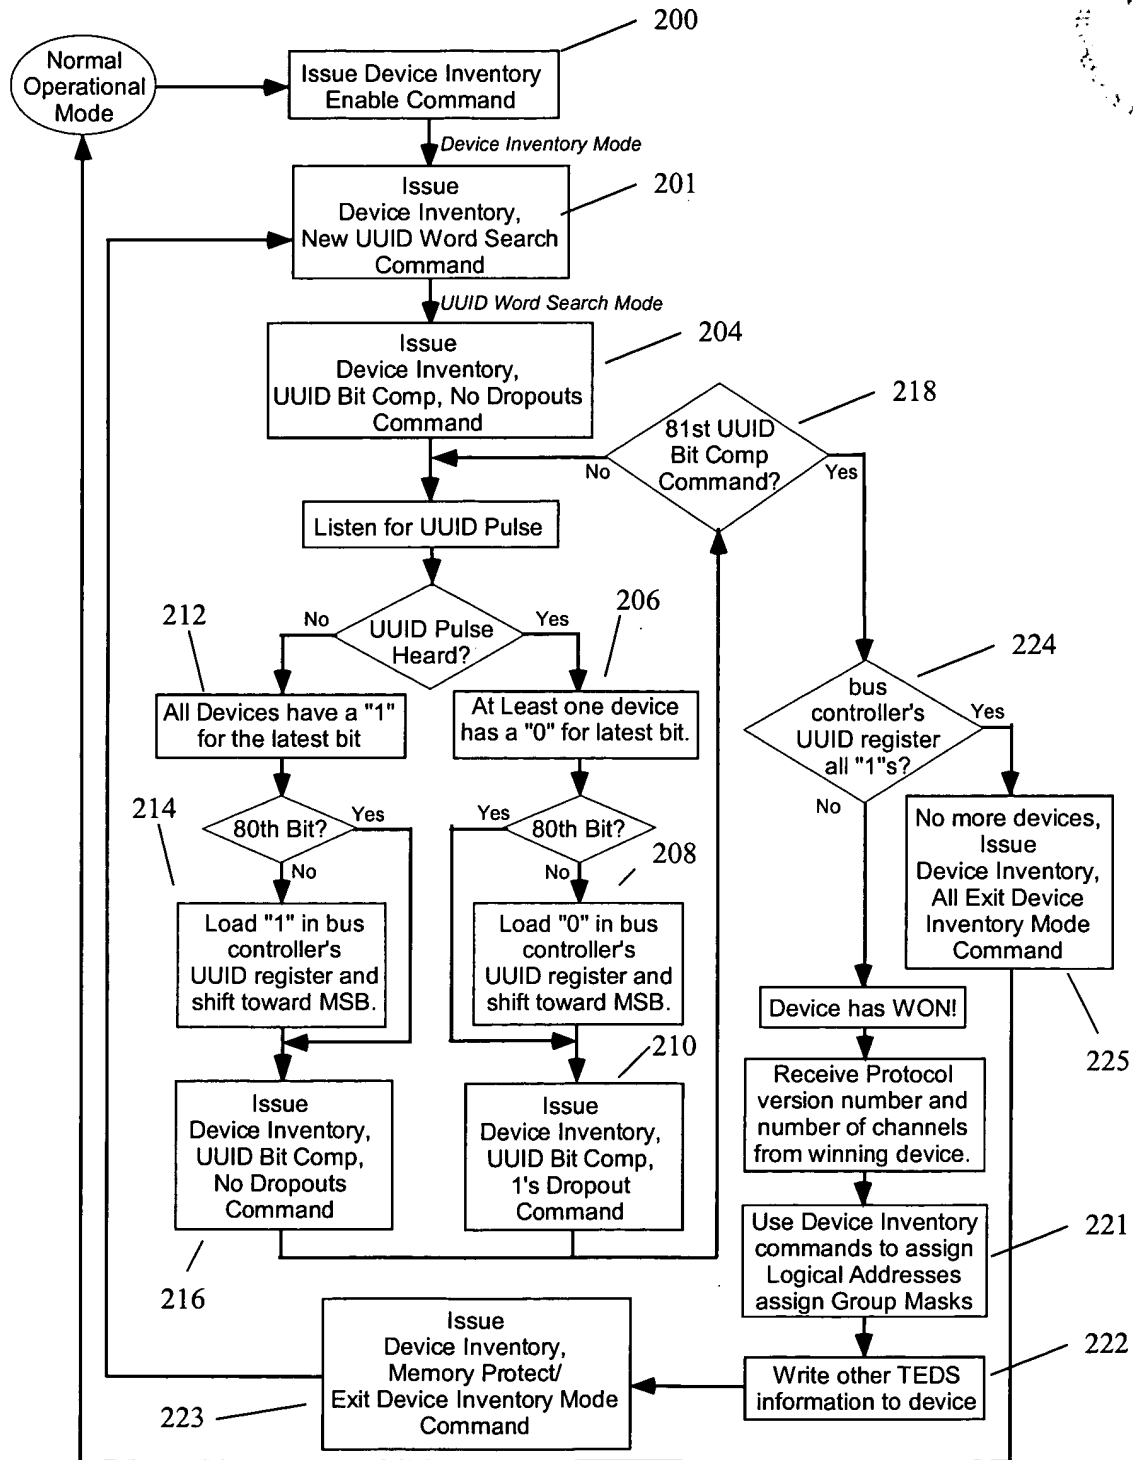 200
Normal
Operational
Mode
Issue Device Inventory
Enable Command
Device Inventory Mode
201
Issue
Device Inventory,
New UUID Word Search
Command
UUID Word Search Mode
204
Issue
Device Inventory,
UUID Bit Comp, No Dropouts
Command
218
81st UUID
Bit Comp
Command?
No
Yes
Listen for UUID Pulse
212
206
No
Yes
UUID Pulse
Heard?
224
All Devices have a "1"
for the latest bit
At Least one device
has a "0" for latest bit.
bus
controller's
UUID register
all "1"s?
Yes
No
214
80th Bit?
Yes
No
Yes
80th Bit?
No
208
No more devices,
Issue
Device Inventory,
All Exit Device
Inventory Mode
Command
Load "1" in bus
controller's
UUID register and
shift toward MSB.
Load "0" in bus
controller's
UUID register and
shift toward MSB.
Device has WON!
210
225
Issue
Device Inventory,
UUID Bit Comp,
No Dropouts
Command
Issue
Device Inventory,
UUID Bit Comp,
1's Dropout
Command
Receive Protocol
version number and
number of channels
from winning device.
221
Use Device Inventory
commands to assign
Logical Addresses
assign Group Masks
216
Issue
Device Inventory,
Memory Protect/
Exit Device Inventory Mode
Command
223
222
Write other TEDS
information to device